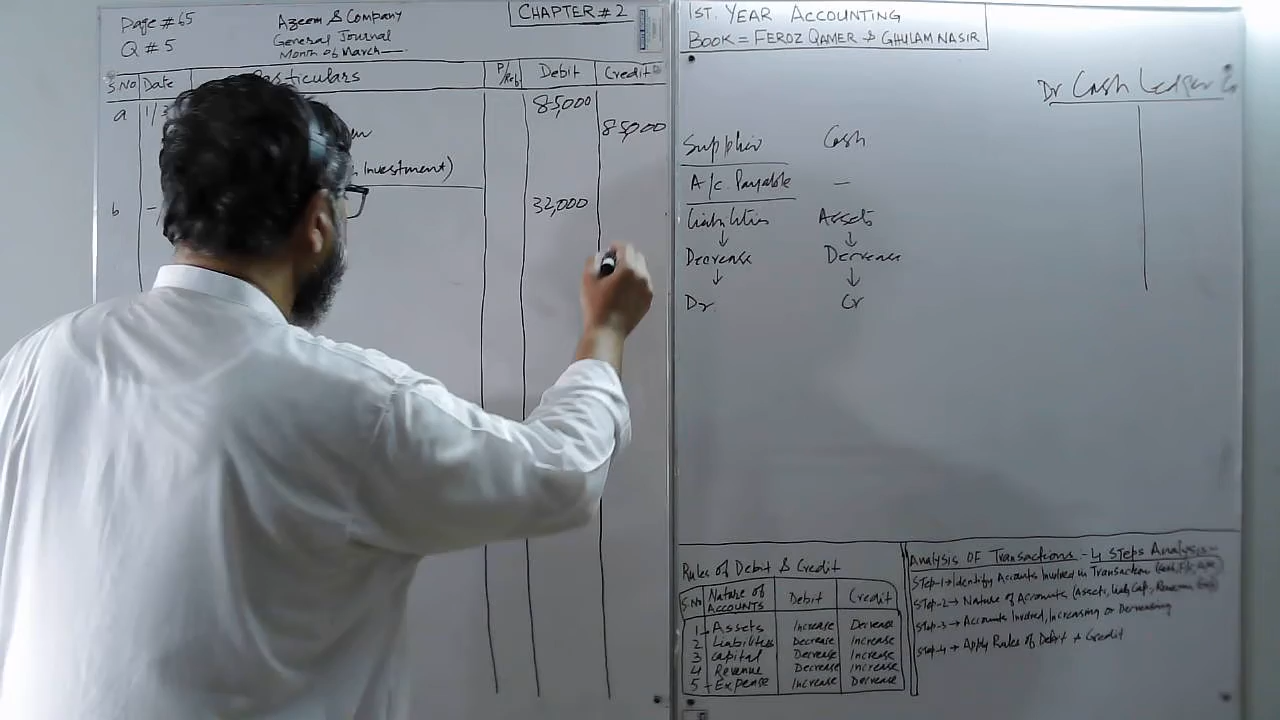 Page # 65
Q # 5
Azeem & Company
General Journal
Month of March
CHAPTER # 2
S.No Date Particulars P/Ref Debit Credit
a 1/3 85,000
85,000
Investment)
b 32,000
1ST. YEAR ACCOUNTING
BOOK = FEROZ QAMER & GHULAM NASIR
Dr Cash Ledger
Supplier Cash
A/c. Payable —
Liabilities Assets
↓ ↓
Decrease Decrease
↓ ↓
Dr. Cr
Rules of Debit & Credit
S.No Nature of ACCOUNTS Debit Credit
1 Assets Increase Decrease
2 Liabilities Decrease Increase
3 Capital Decrease Increase
4 Revenue Decrease Increase
5 Expense Increase Decrease
Analysis of Transactions - 4 Steps Analysis -
Step-1 → Identify Accounts Involved in Transaction
Step-2 → Nature of Accounts (Assets,
Step-3 → Accounts Involved, Increasing or Decreasing
Step-4 → Apply Rules of Debit & Credit